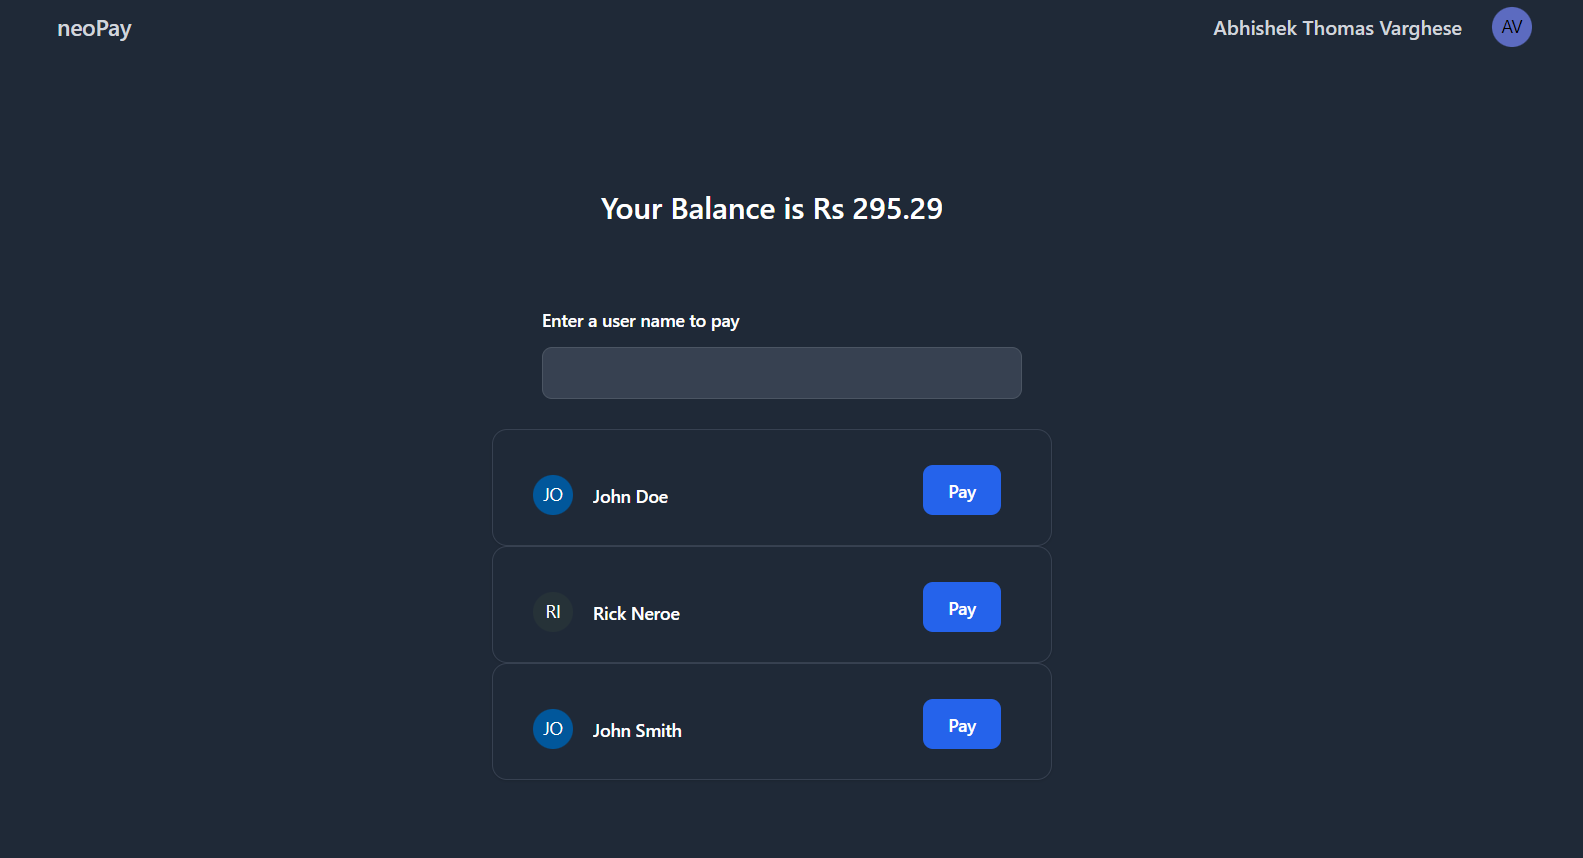 neoPay
Abhishek Thomas Varghese
AV
Your Balance is Rs 295.29
Enter a user name to pay
JO
John Doe
Pay
RI
Rick Neroe
Pay
JO
John Smith
Pay